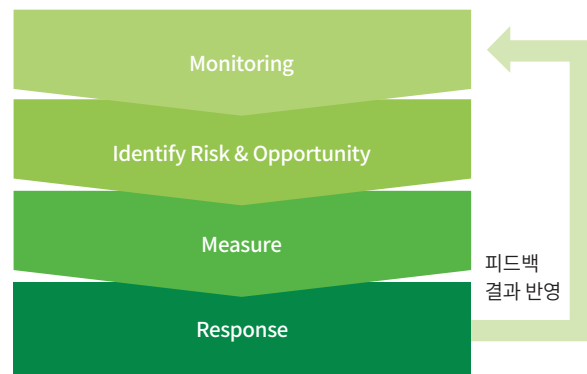 Monitoring
Identify Risk & Opportunity
Measure
피드백
결과 반영
Response